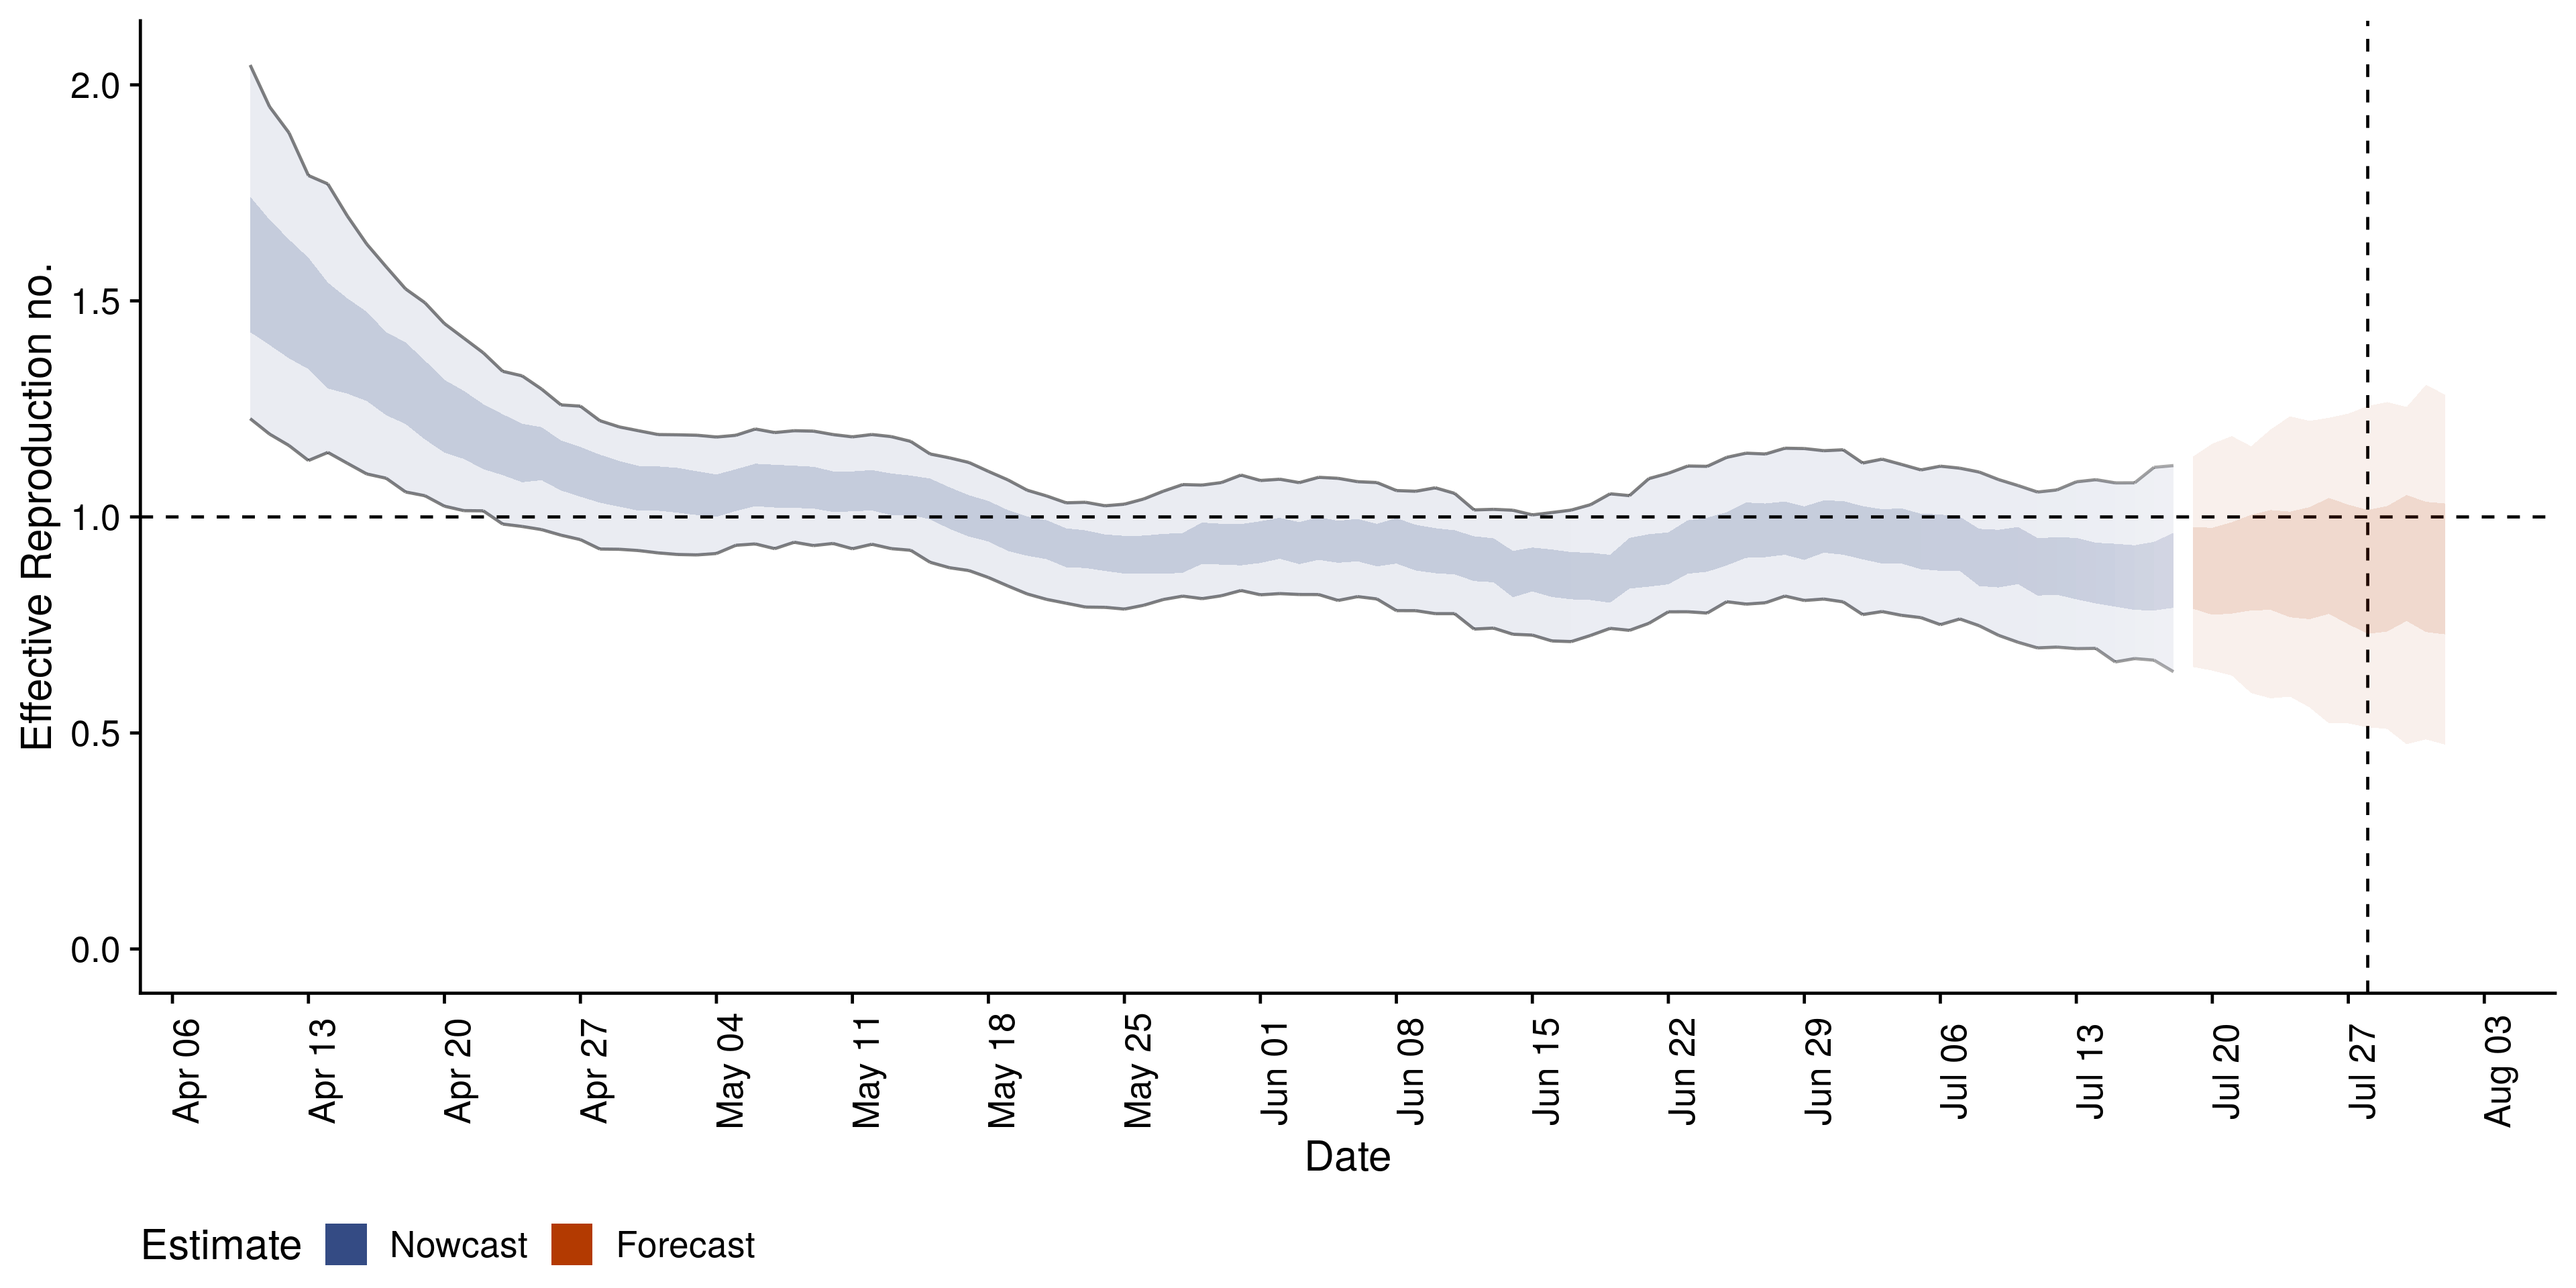 Effective Reproduction no.
2.0
1.5
1.0
0.5
0.0
Apr 06
Apr 13
Apr 20
Apr 27
May 04
May 11
May 18
May 25
Jun 01
Jun 08
Jun 15
Jun 22
Jun 29
Jul 06
Jul 13
Jul 20
Jul 27
Aug 03
Date
Estimate Nowcast Forecast